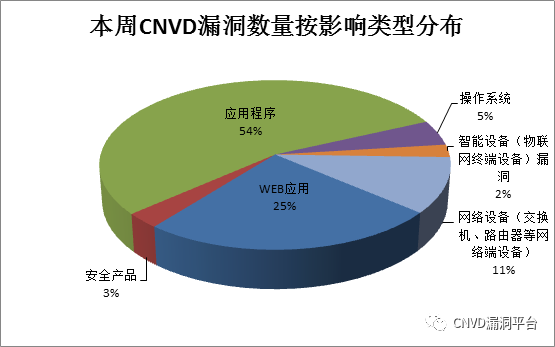 本周CNVD漏洞数量按影响类型分布
应用程序
54%
操作系统
5%
智能设备（物联
网终端设备）漏
洞
2%
WEB应用
25%
网络设备（交换
机、路由器等网
络端设备）
11%
安全产品
3%
CNVD漏洞平台